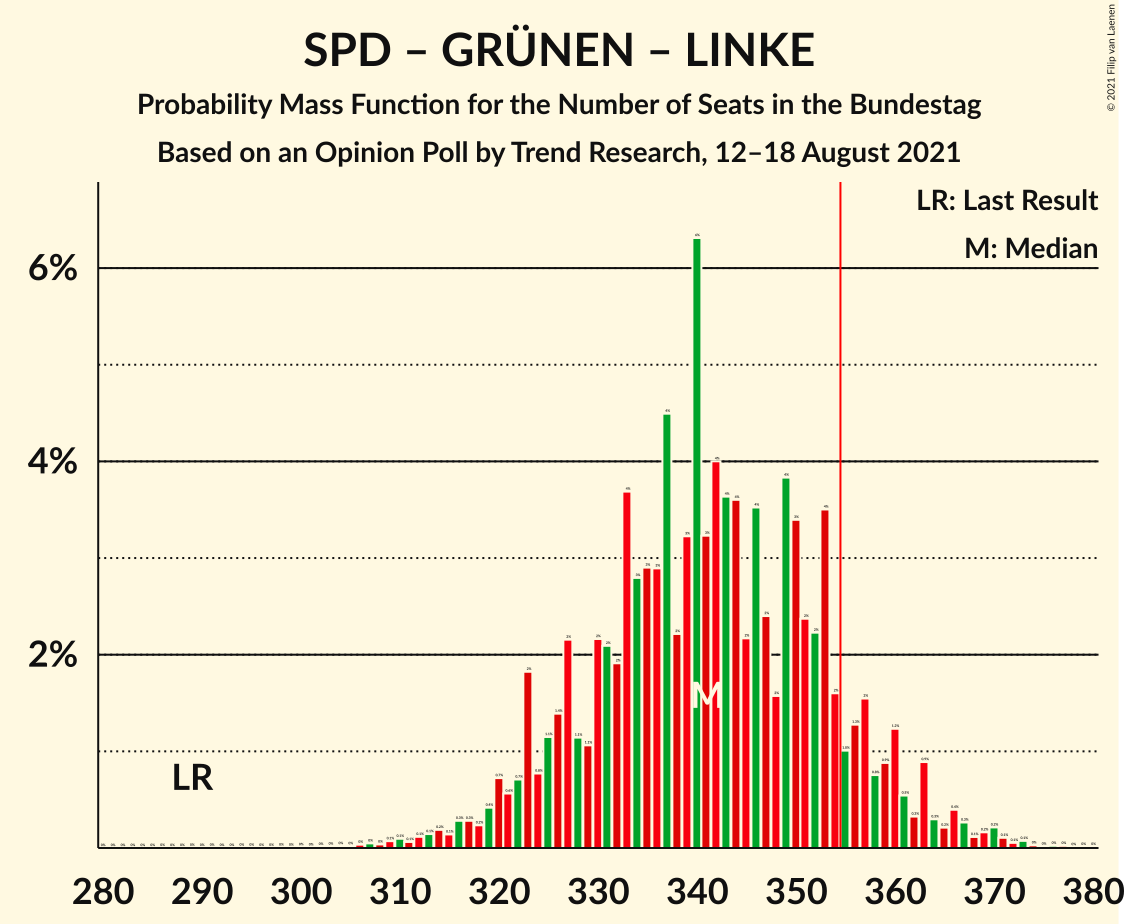 SPD – GRÜNEN – LINKE
Probability Mass Function for the Number of Seats in the Bundestag
Based on an Opinion Poll by Trend Research, 12–18 August 2021
© 2021 Filip van Laenen
LR: Last Result
M: Median
6%
4%
2%
LR
M
280 290 300 310 320 330 340 350 360 370 380